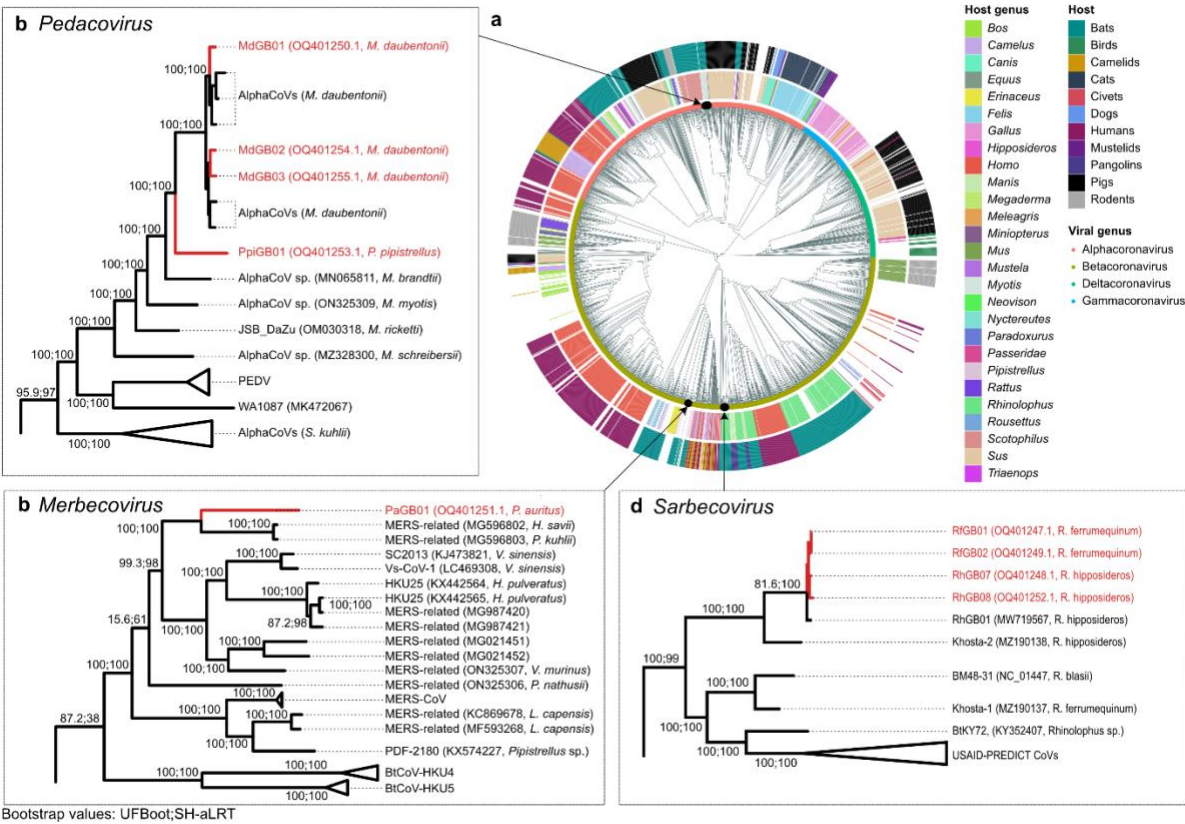 b Pedacovirus
MdGB01 (OQ401250.1, M. daubentonii)
100;100
AlphaCoVs (M. daubentonii)
100;100
MdGB02 (OQ401254.1, M. daubentonii)
100;100
MdGB03 (OQ401255.1, M. daubentonii)
100;100
AlphaCoVs (M. daubentonii)
100;100
PpiGB01 (OQ401253.1, P. pipistrellus)
100;100
AlphaCoV sp. (MN065811, M. brandtii)
100;100
AlphaCoV sp. (ON325309, M. myotis)
JSB_DaZu (OM030318, M. ricketti)
100;100
AlphaCoV sp. (MZ328300, M. schreibersii)
95.9;97
PEDV
100;100
WA1087 (MK472067)
AlphaCoVs (S. kuhlii)
100;100
a
Host genus
Bos
Camelus
Canis
Equus
Erinaceus
Felis
Gallus
Hipposideros
Homo
Manis
Megaderma
Meleagris
Miniopterus
Mus
Mustela
Myotis
Neovison
Nyctereutes
Paradoxurus
Passeridae
Pipistrellus
Rattus
Rhinolophus
Rousettus
Scotophilus
Sus
Triaenops
Host
Bats
Birds
Camelids
Cats
Civets
Dogs
Humans
Mustelids
Pangolins
Pigs
Rodents
Viral genus
Alphacoronavirus
Betacoronavirus
Deltacoronavirus
Gammacoronavirus
b Merbecovirus
PaGB01 (OQ401251.1, P. auritus)
100;100
100;100
MERS-related (MG596802, H. savii)
MERS-related (MG596803, P. kuhlii)
100;100
SC2013 (KJ473821, V. sinensis)
99.3;98
Vs-CoV-1 (LC469308, V. sinensis)
100;100
HKU25 (KX442564, H. pulveratus)
100;100
HKU25 (KX442565, H. pulveratus)
100;100
MERS-related (MG987420)
15.6;61
87.2;98
MERS-related (MG987421)
100;100
100;100
MERS-related (MG021451)
MERS-related (MG021452)
100;100
100;100
MERS-related (ON325307, V. murinus)
100;100
MERS-related (ON325306, P. nathusii)
MERS-CoV
87.2;38
100;100
100;100
MERS-related (KC869678, L. capensis)
MERS-related (MF593268, L. capensis)
100;100
PDF-2180 (KX574227, Pipistrellus sp.)
100;100
BtCoV-HKU4
100;100
BtCoV-HKU5
d Sarbecovirus
RfGB01 (OQ401247.1, R. ferrumequinum)
RfGB02 (OQ401249.1, R. ferrumequinum)
RhGB07 (OQ401248.1, R. hipposideros)
81.6;100
RhGB08 (OQ401252.1, R. hipposideros)
100;100
RhGB01 (MW719567, R. hipposideros)
Khosta-2 (MZ190138, R. hipposideros)
100;99
BM48-31 (NC_01447, R. blasii)
100;100
Khosta-1 (MZ190137, R. ferrumequinum)
100;100
BtKY72, (KY352407, Rhinolophus sp.)
100;100
USAID-PREDICT CoVs
Bootstrap values: UFBoot;SH-aLRT